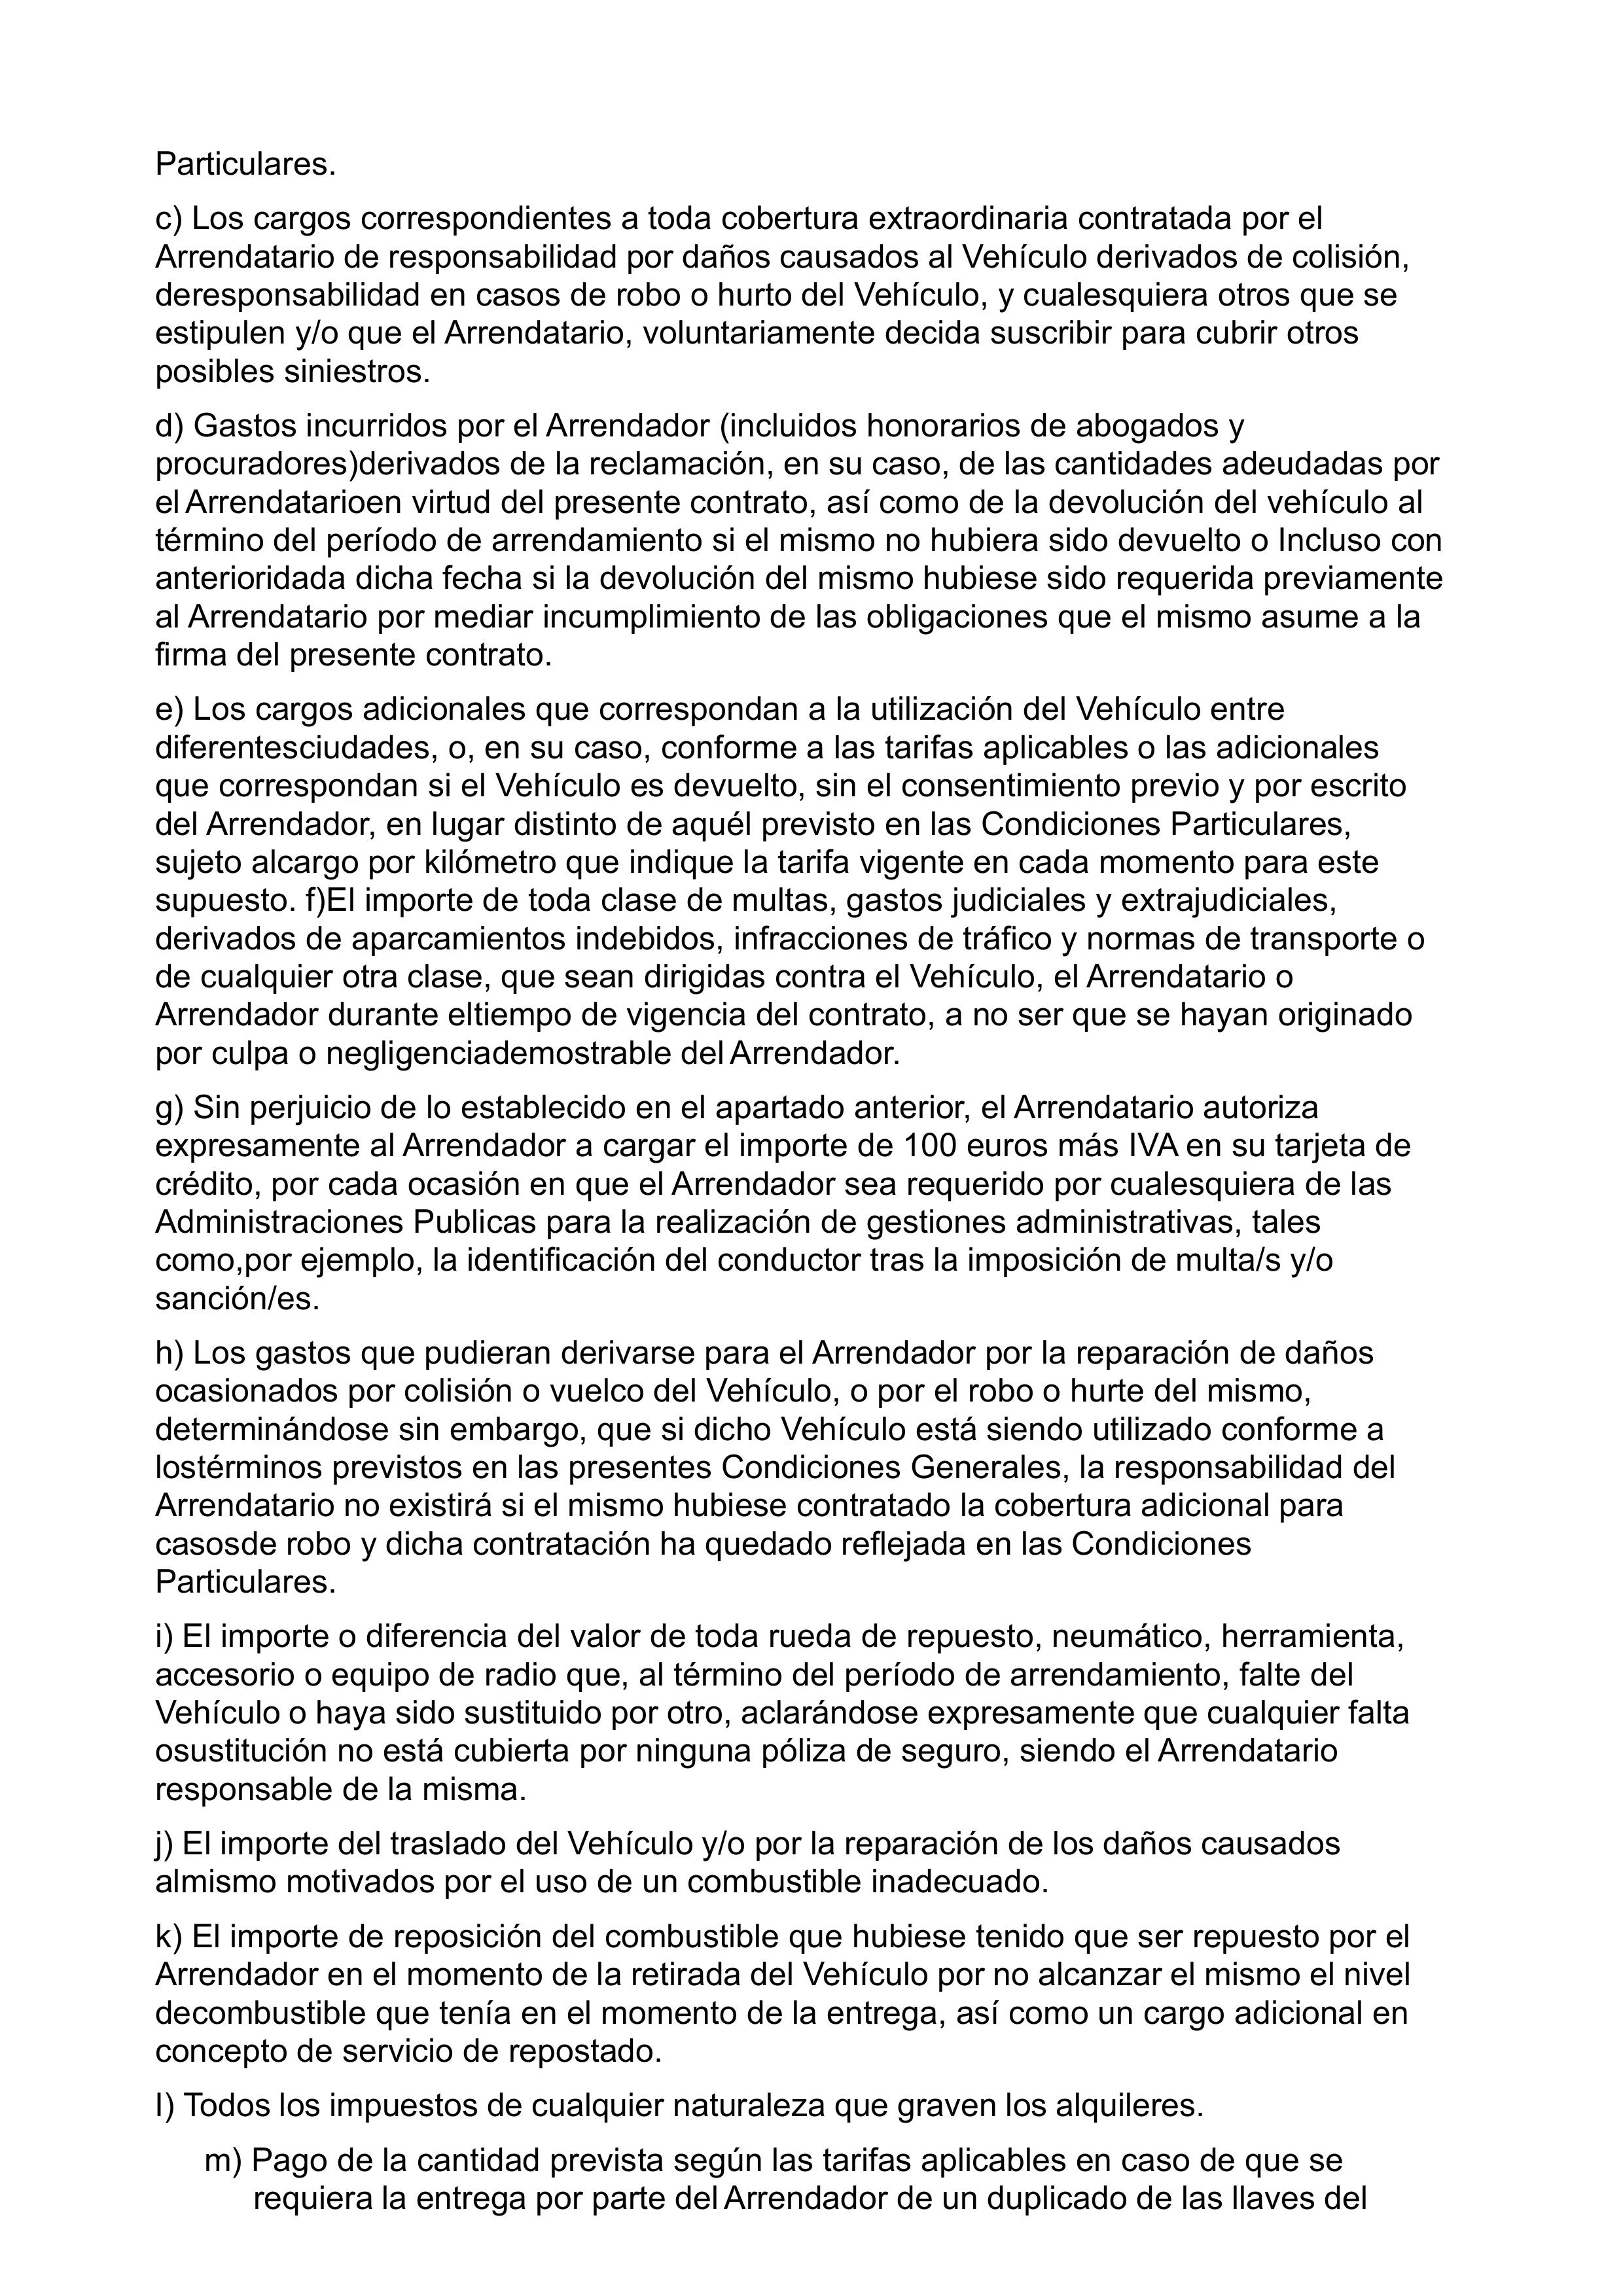 Particulares.
c) Los cargos correspondientes a toda cobertura extraordinaria contratada por el
Arrendatario de responsabilidad por daños causados al Vehículo derivados de colisión,
deresponsabilidad en casos de robo o hurto del Vehículo, y cualesquiera otros que se
estipulen y/o que el Arrendatario, voluntariamente decida suscribir para cubrir otros
posibles siniestros.
d) Gastos incurridos por el Arrendador (incluidos honorarios de abogados y
procuradores)derivados de la reclamación, en su caso, de las cantidades adeudadas por
el Arrendatarioen virtud del presente contrato, así como de la devolución del vehículo al
término del período de arrendamiento si el mismo no hubiera sido devuelto o Incluso con
anterioridada dicha fecha si la devolución del mismo hubiese sido requerida previamente
al Arrendatario por mediar incumplimiento de las obligaciones que el mismo asume a la
firma del presente contrato.
e) Los cargos adicionales que correspondan a la utilización del Vehículo entre
diferentesciudades, o, en su caso, conforme a las tarifas aplicables o las adicionales
que correspondan si el Vehículo es devuelto, sin el consentimiento previo y por escrito
del Arrendador, en lugar distinto de aquél previsto en las Condiciones Particulares,
sujeto alcargo por kilómetro que indique la tarifa vigente en cada momento para este
supuesto. f)El importe de toda clase de multas, gastos judiciales y extrajudiciales,
derivados de aparcamientos indebidos, infracciones de tráfico y normas de transporte o
de cualquier otra clase, que sean dirigidas contra el Vehículo, el Arrendatario o
Arrendador durante eltiempo de vigencia del contrato, a no ser que se hayan originado
por culpa o negligenciademostrable del Arrendador.
g) Sin perjuicio de lo establecido en el apartado anterior, el Arrendatario autoriza
expresamente al Arrendador a cargar el importe de 100 euros más IVA en su tarjeta de
crédito, por cada ocasión en que el Arrendador sea requerido por cualesquiera de las
Administraciones Publicas para la realización de gestiones administrativas, tales
como,por ejemplo, la identificación del conductor tras la imposición de multa/s y/o
sanción/es.
h) Los gastos que pudieran derivarse para el Arrendador por la reparación de daños
ocasionados por colisión o vuelco del Vehículo, o por el robo o hurte del mismo,
determinándose sin embargo, que si dicho Vehículo está siendo utilizado conforme a
lostérminos previstos en las presentes Condiciones Generales, la responsabilidad del
Arrendatario no existirá si el mismo hubiese contratado la cobertura adicional para
casosde robo y dicha contratación ha quedado reflejada en las Condiciones
Particulares.
i) El importe o diferencia del valor de toda rueda de repuesto, neumático, herramienta,
accesorio o equipo de radio que, al término del período de arrendamiento, falte del
Vehículo o haya sido sustituido por otro, aclarándose expresamente que cualquier falta
osustitución no está cubierta por ninguna póliza de seguro, siendo el Arrendatario
responsable de la misma.
j) El importe del traslado del Vehículo y/o por la reparación de los daños causados
almismo motivados por el uso de un combustible inadecuado.
k) El importe de reposición del combustible que hubiese tenido que ser repuesto por el
Arrendador en el momento de la retirada del Vehículo por no alcanzar el mismo el nivel
decombustible que tenía en el momento de la entrega, así como un cargo adicional en
concepto de servicio de repostado.
I) Todos los impuestos de cualquier naturaleza que graven los alquileres.
m) Pago de la cantidad prevista según las tarifas aplicables en caso de que se
requiera la entrega por parte del Arrendador de un duplicado de las llaves del